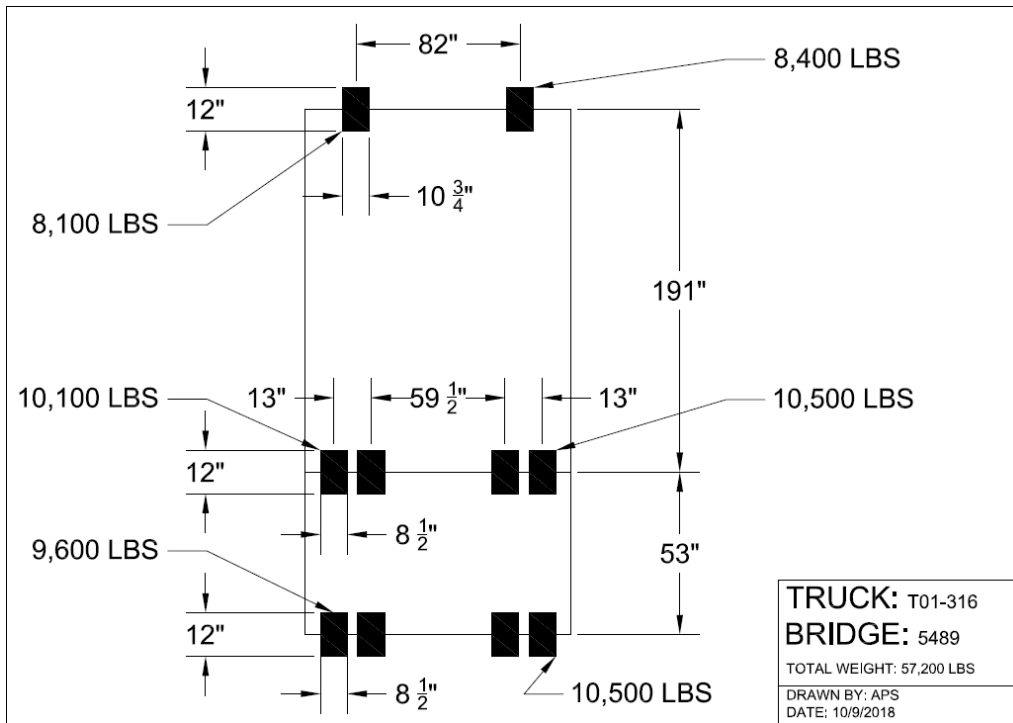 82"
8,400 LBS
12"
10 3/4"
8,100 LBS
191"
10,100 LBS
13"
59 1/2"
13"
10,500 LBS
12"
8 1/2"
9,600 LBS
53"
12"
8 1/2"
10,500 LBS
TRUCK: T01-316
BRIDGE: 5489
TOTAL WEIGHT: 57,200 LBS
DRAWN BY: APS
DATE: 10/9/2018